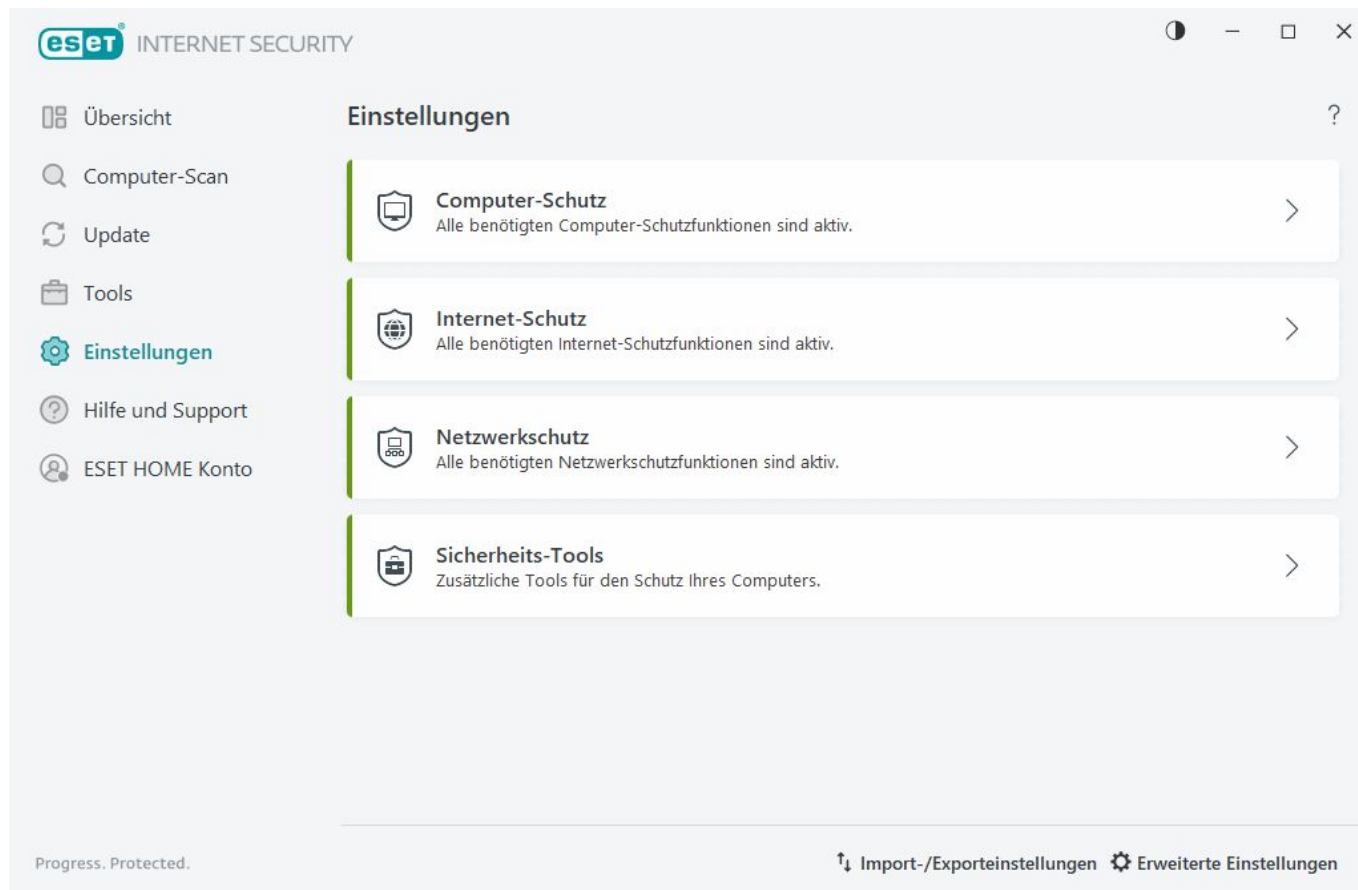 eseT® INTERNET SECURITY
Übersicht
Computer-Scan
Update
Tools
Einstellungen
Hilfe und Support
ESET HOME Konto
Einstellungen
?
Computer-Schutz
Alle benötigten Computer-Schutzfunktionen sind aktiv.
Internet-Schutz
Alle benötigten Internet-Schutzfunktionen sind aktiv.
Netzwerkschutz
Alle benötigten Netzwerkschutzfunktionen sind aktiv.
Sicherheits-Tools
Zusätzliche Tools für den Schutz Ihres Computers.
Progress. Protected.
Import-/Exporteinstellungen Erweiterte Einstellungen